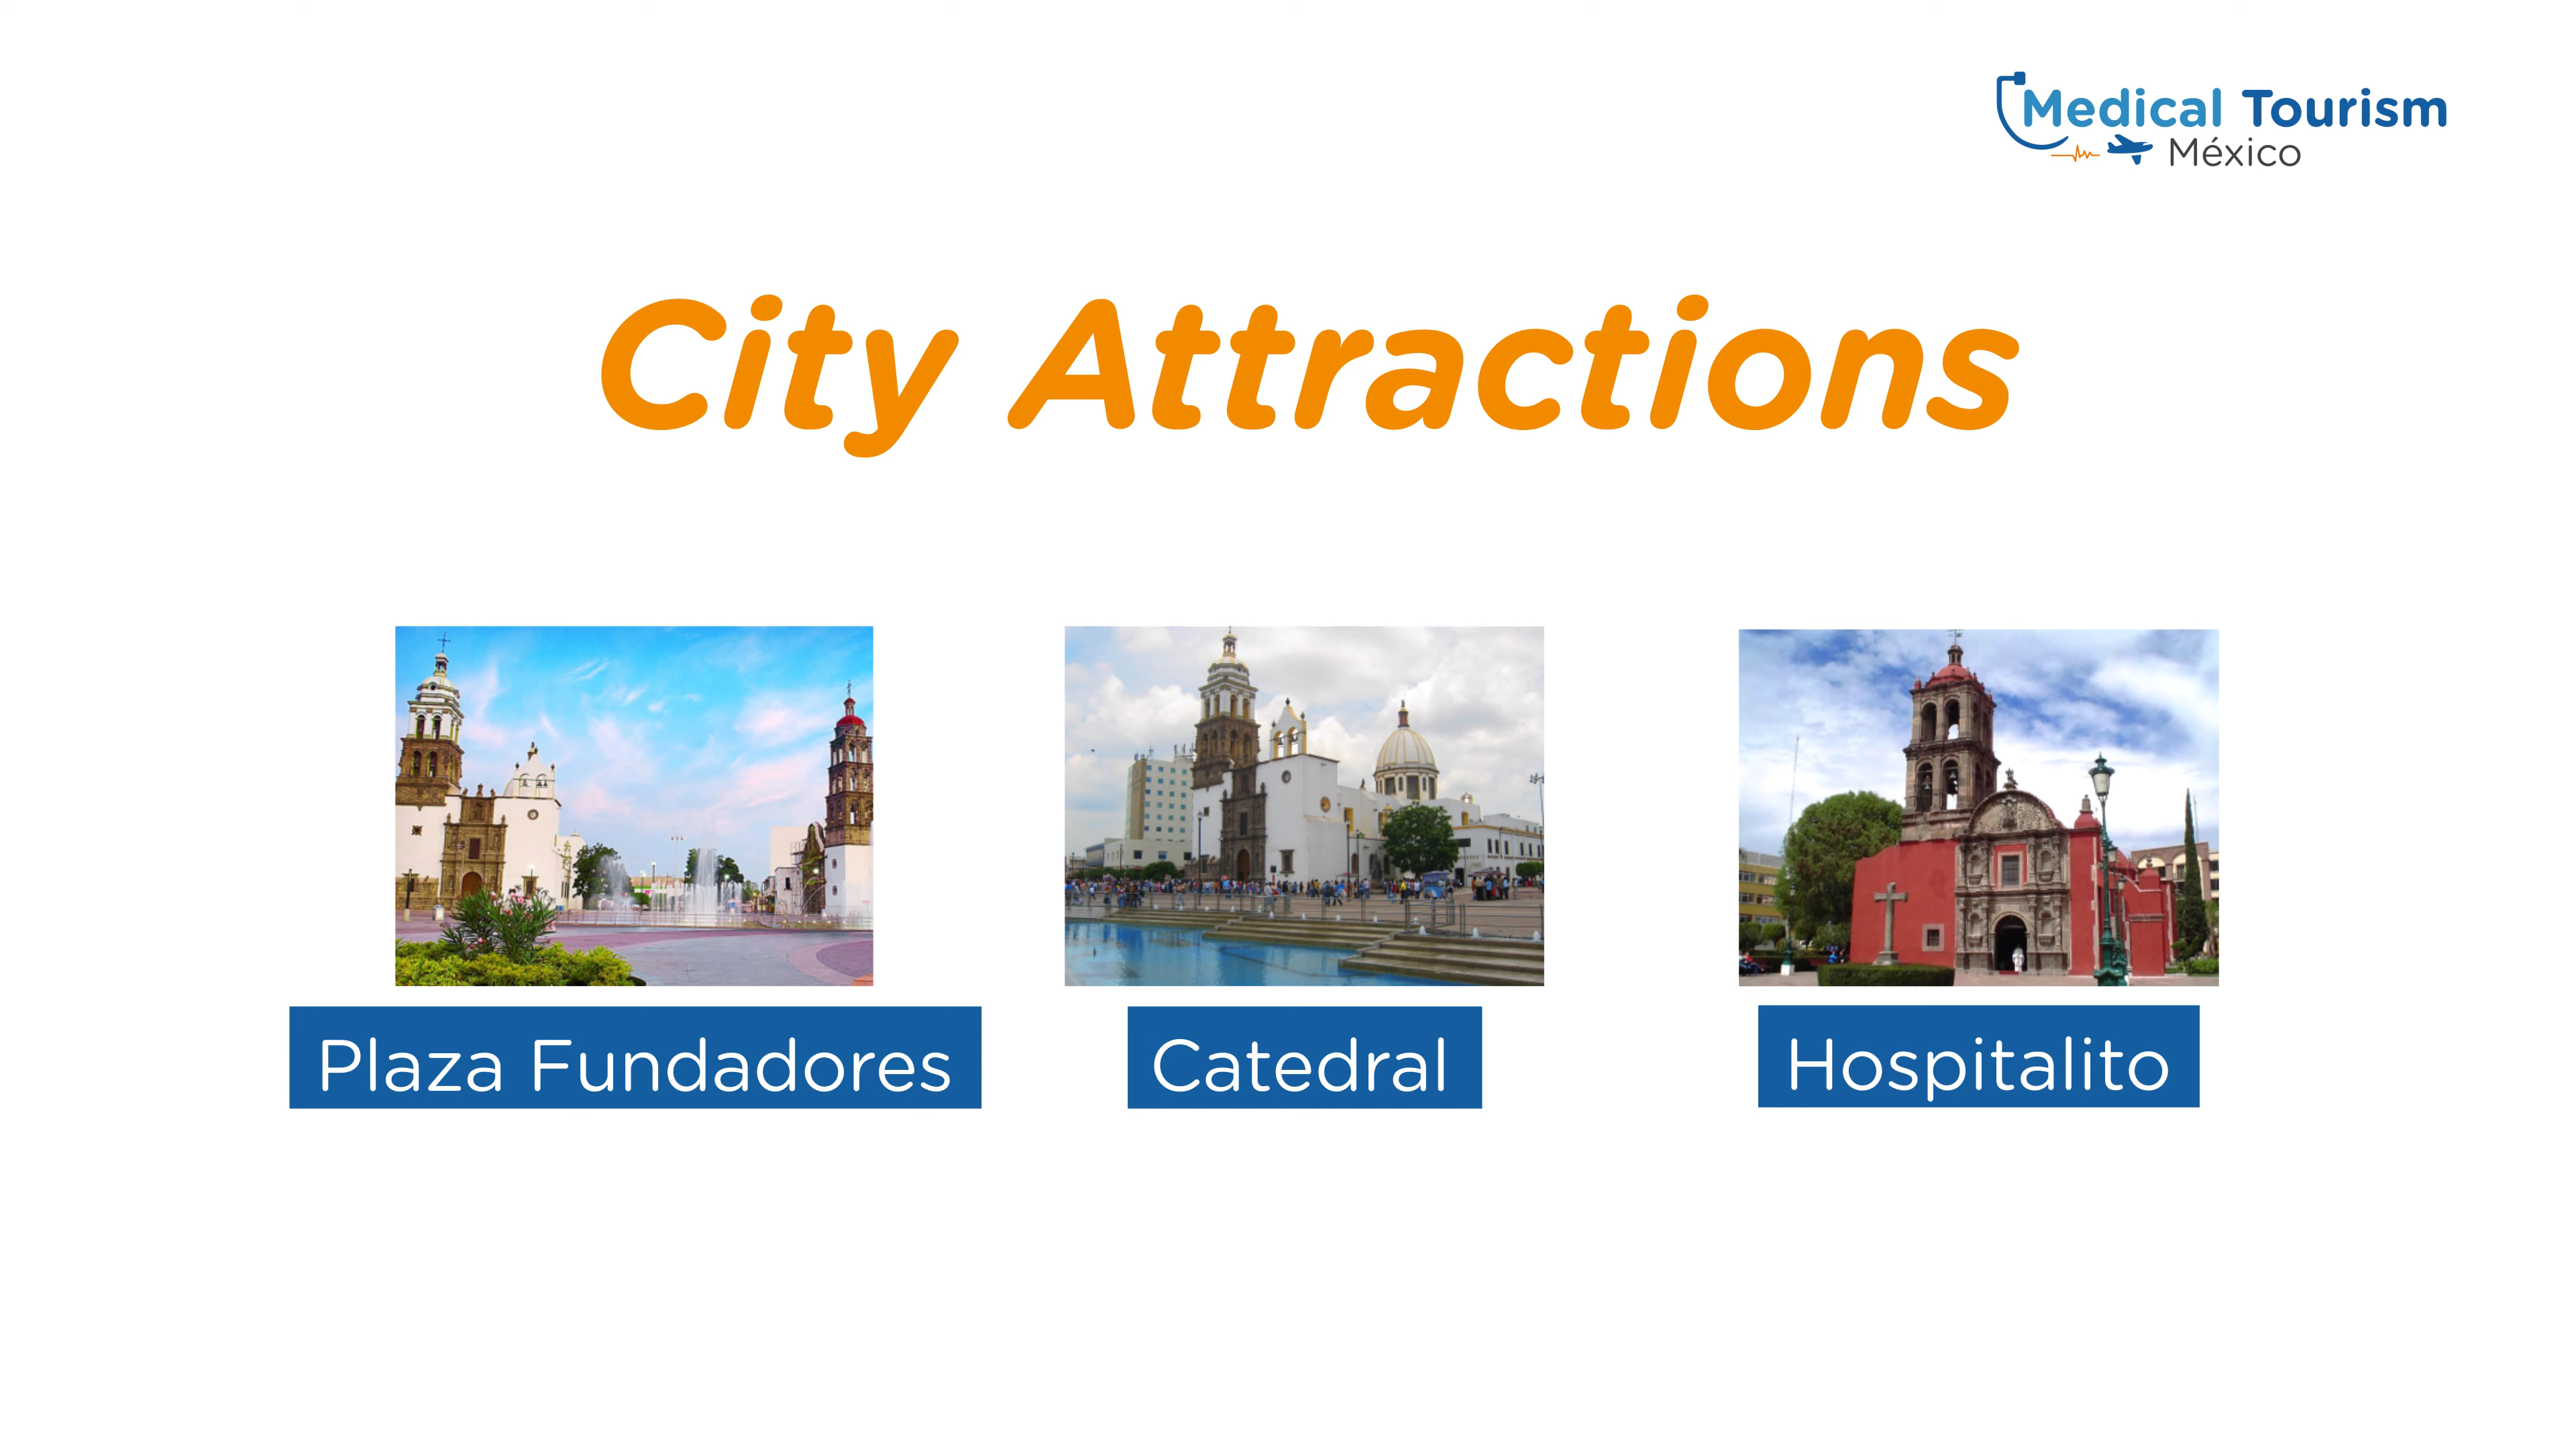 Medical Tourism
México
City Attractions
Plaza Fundadores
Catedral
Hospitalito